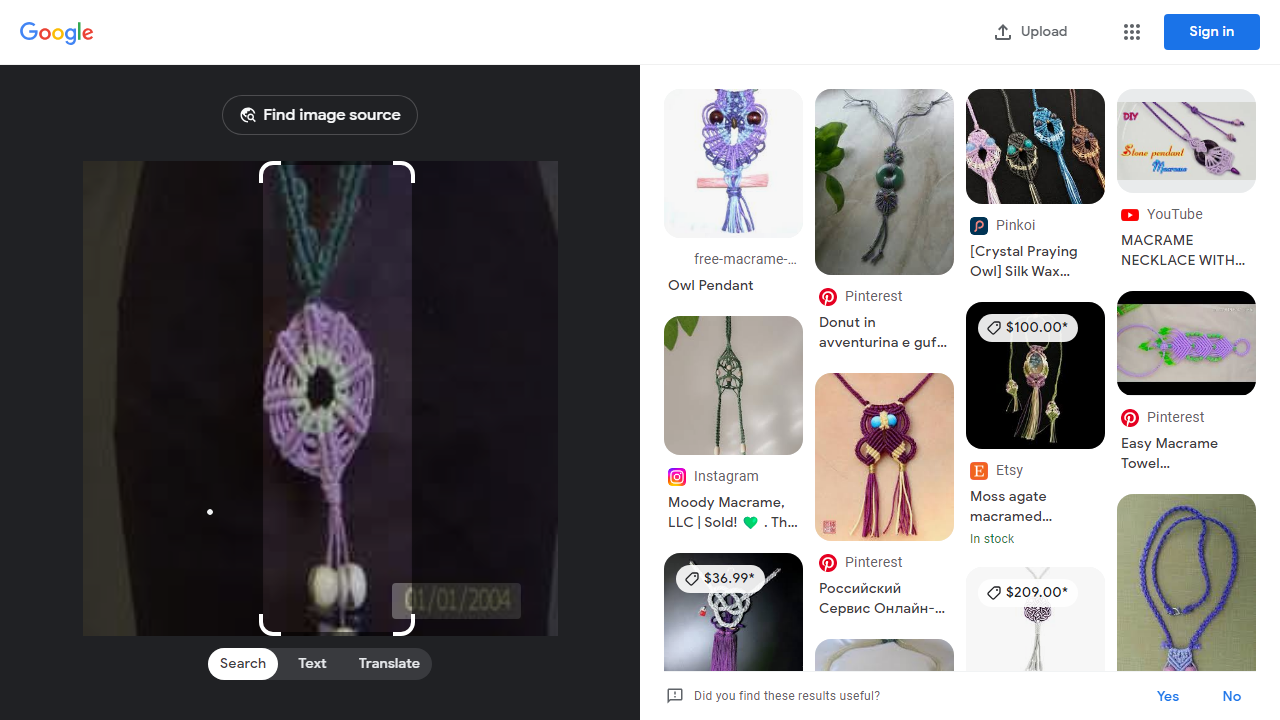 Google
Upload
Sign in
Find image source
01/01/2004
Search
Text
Translate
free-macrame-...
Owl Pendant
Instagram
Moody Macrame,
LLC | Sold! 💚 . Th...
$36.99*
Pinterest
Donut in
avventurina e guf...
Pinterest
Российский
Сервис Онлайн-...
Pinkoi
[Crystal Praying
Owl] Silk Wax...
$100.00*
Etsy
Moss agate
macramed...
In stock
$209.00*
DIY
Stone pendant
Macrame
YouTube
MACRAME
NECKLACE WITH...
Pinterest
Easy Macrame
Towel...
Did you find these results useful?
Yes
No